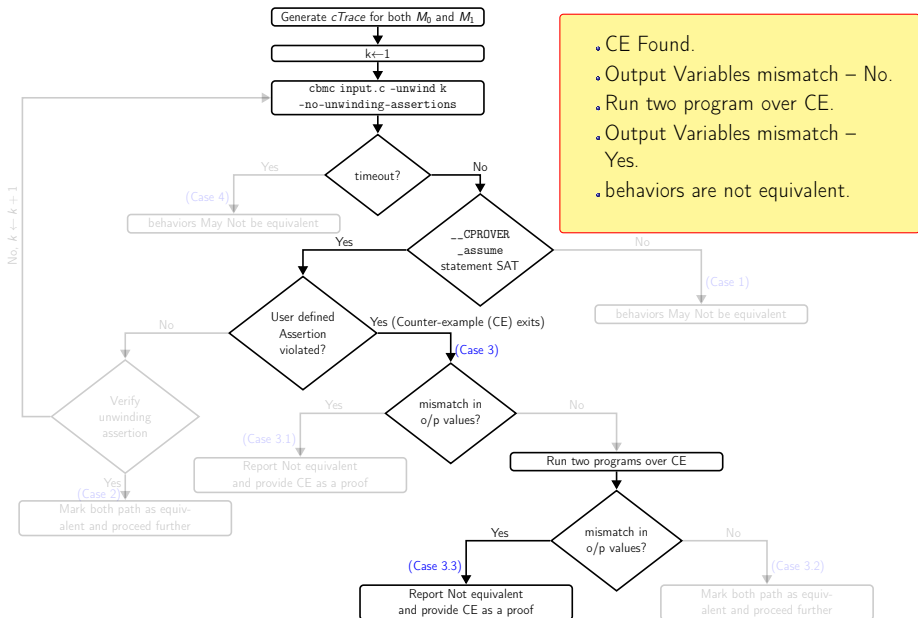 Generate cTrace for both M0 and M1
k←1
cbmc input.c -unwind k
-no-unwinding-assertions
timeout?
Yes
No
(Case 4)
behaviors May Not be equivalent
__CPROVER
_assume
statement SAT
Yes
No
(Case 1)
behaviors May Not be equivalent
User defined
Assertion
violated?
No
Yes (Counter-example (CE) exits)
(Case 3)
Verify
unwinding
assertion
No, k ← k + 1
Yes
(Case 2)
Mark both path as equiv-
alent and proceed further
mismatch in
o/p values?
Yes
No
(Case 3.1)
Report Not equivalent
and provide CE as a proof
Run two programs over CE
mismatch in
o/p values?
Yes
No
(Case 3.3)
(Case 3.2)
Report Not equivalent
and provide CE as a proof
Mark both path as equiv-
alent and proceed further
CE Found.
Output Variables mismatch – No.
Run two program over CE.
Output Variables mismatch –
Yes.
behaviors are not equivalent.